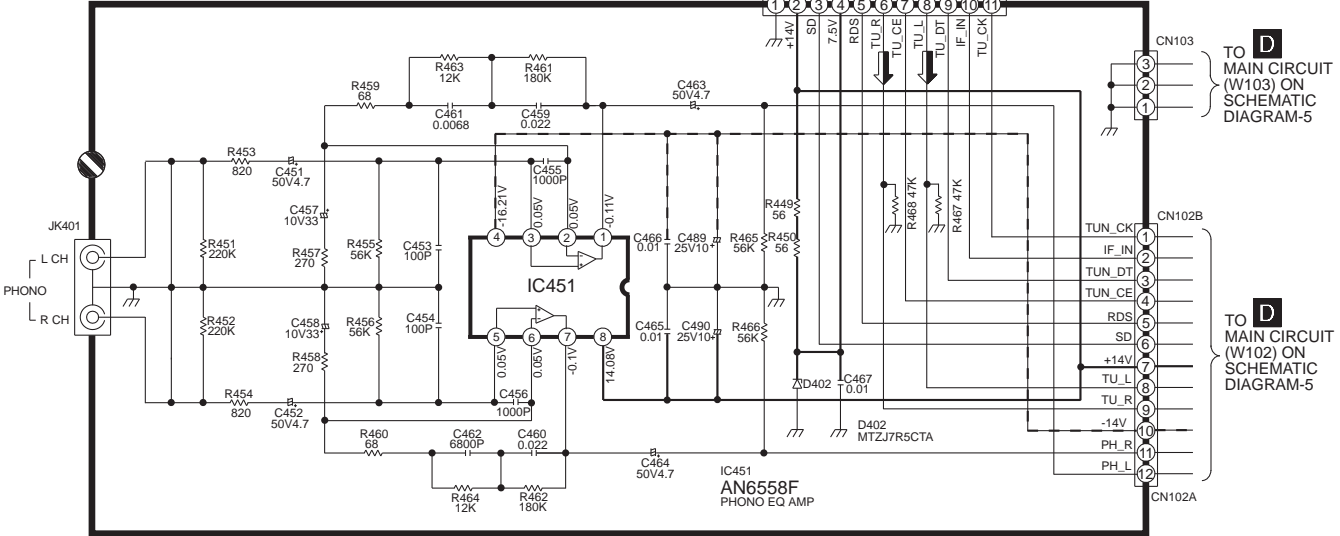 1 2 3 4 5 6 7 8 9 10 11
+14V
SD
7.5V
RDS
TU_R
TU_CE
TU_L
TU_DT
IF_IN
TU_CK
CN103
3
2
1
TO D
MAIN CIRCUIT
(W103) ON
SCHEMATIC
DIAGRAM-5
R463
12K
R461
180K
R459
68
C461
0.0068
C459
0.022
C463
50V4.7
R453
820
C451
50V4.7
C455
1000P
-16.21V
0.05V
0.05V
-0.11V
R449
56
R468 47K
R467 47K
JK401
L CH
PHONO
R CH
R451
220K
C457
10V33
R457
270
R455
56K
C453
100P
4 3 2 1
IC451
C466
0.01
C489
25V10
R465
56K
R450
56
R452
220K
C458
10V33
R458
270
R456
56K
C454
100P
5 6 7 8
C465
0.01
C490
25V10
R466
56K
0.05V
0.05V
-0.1V
14.08V
D402
C467
0.01
D402
MTZJ7R5CTA
R454
820
C452
50V4.7
C456
1000P
R460
68
C462
6800P
C460
0.022
C464
50V4.7
R464
12K
R462
180K
IC451
AN6558F
PHONO EQ AMP
CN102B
TUN_CK 1
IF_IN 2
TUN_DT 3
TUN_CE 4
RDS 5
SD 6
+14V 7
TU_L 8
TU_R 9
-14V 10
PH_R 11
PH_L 12
CN102A
TO D
MAIN CIRCUIT
(W102) ON
SCHEMATIC
DIAGRAM-5